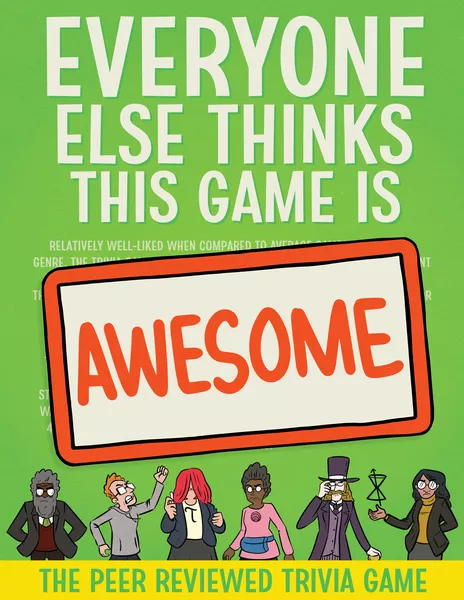 EVERYONE
ELSE THINKS
THIS GAME IS
RELATIVELY WELL-LIKED WHEN COMPARED TO AVERAGE
GENRE. THE TRIVIA
AWESOME
THE PEER REVIEWED TRIVIA GAME